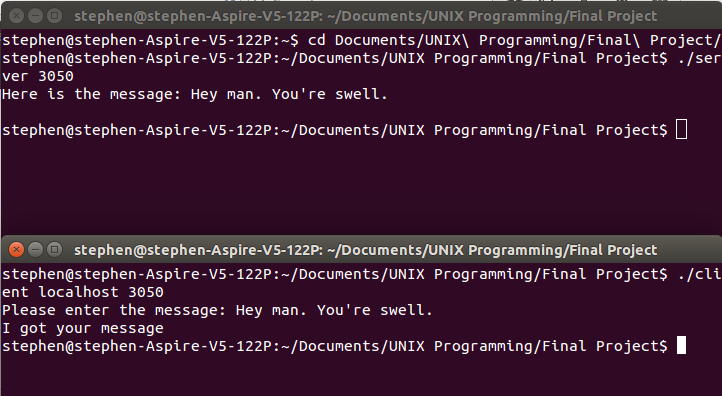 stephen@stephen-Aspire-V5-122P: ~/Documents/UNIX Programming/Final Project
stephen@stephen-Aspire-V5-122P:~$ cd Documents/UNIX\ Programming/Final\ Project/
stephen@stephen-Aspire-V5-122P:~/Documents/UNIX Programming/Final Project$ ./ser
ver 3050
Here is the message: Hey man. You're swell.
stephen@stephen-Aspire-V5-122P:~/Documents/UNIX Programming/Final Project$
stephen@stephen-Aspire-V5-122P: ~/Documents/UNIX Programming/Final Project
stephen@stephen-Aspire-V5-122P:~/Documents/UNIX Programming/Final Project$ ./cli
ent localhost 3050
Please enter the message: Hey man. You're swell.
I got your message
stephen@stephen-Aspire-V5-122P:~/Documents/UNIX Programming/Final Project$